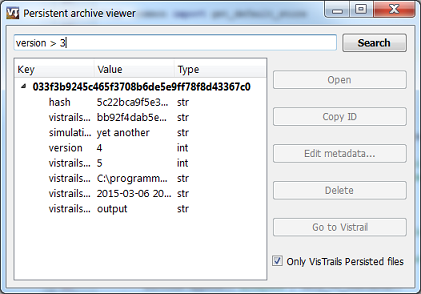 Persistent archive viewer
version > 3
Search
Key Value Type
033f3b9245c465f3708b6de5e9ff78f8d43367c0
hash 5c22bca9f5e3... str
vistrails... bb92f4dab5e... str
simulati... yet another str
version 4 int
vistrails... 5 int
vistrails... C:\programm... str
vistrails... 2015-03-06 20... str
vistrails... output str
Open
Copy ID
Edit metadata...
Delete
Go to Vistrail
Only VisTrails Persisted files